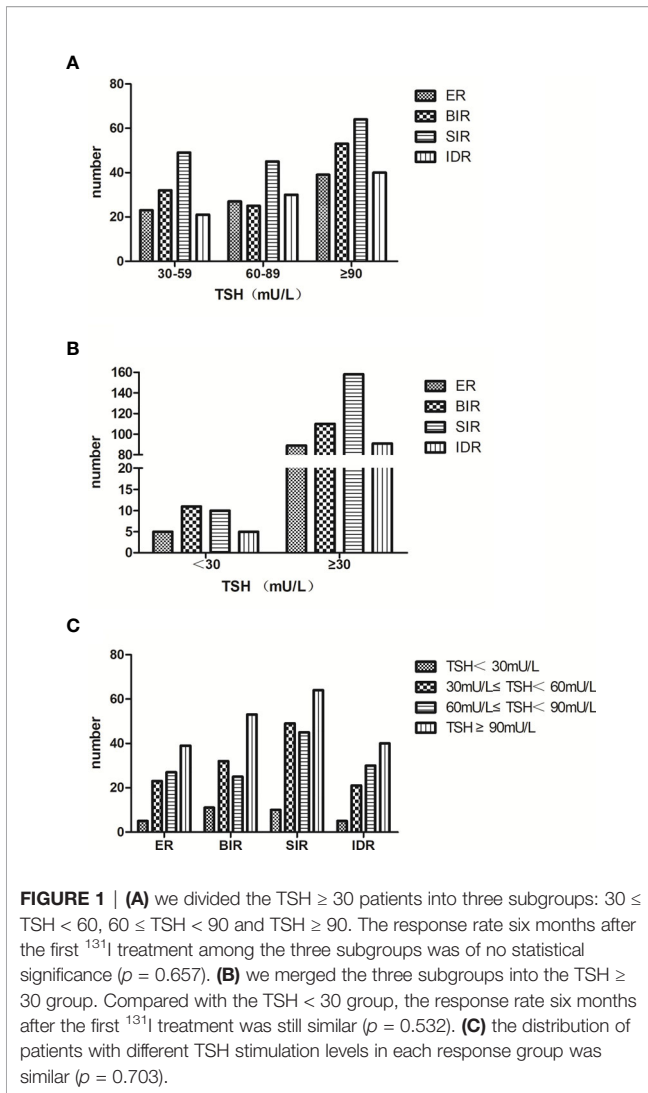 A
80
60
40
20
0
number
30-59
60-89
≥90
TSH （mU/L）
ER
BIR
SIR
IDR
B
160
140
120
100
80
20
15
10
5
0
number
＜30
≥30
TSH （mU/L）
ER
BIR
SIR
IDR
C
80
60
40
20
0
number
ER
BIR
SIR
IDR
TSH＜ 30mU/L
30mU/L≤ TSH＜ 60mU/L
60mU/L≤ TSH＜ 90mU/L
TSH ≥ 90mU/L
FIGURE 1 | (A) we divided the TSH ≥ 30 patients into three subgroups: 30 ≤
TSH < 60, 60 ≤ TSH < 90 and TSH ≥ 90. The response rate six months after
the first ¹³¹I treatment among the three subgroups was of no statistical
significance (p = 0.657). (B) we merged the three subgroups into the TSH ≥
30 group. Compared with the TSH < 30 group, the response rate six months
after the first ¹³¹I treatment was still similar (p = 0.532). (C) the distribution of
patients with different TSH stimulation levels in each response group was
similar (p = 0.703).